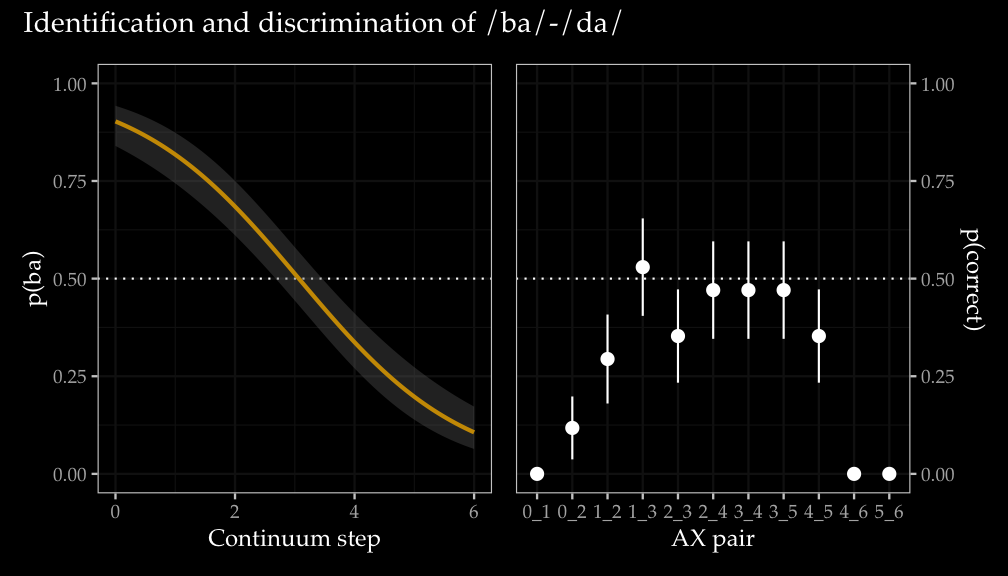 Identification and discrimination of /ba/-/da/
p(ba)
1.00
0.75
0.50
0.25
0.00
0 2 4 6
Continuum step
0_1 0_2 1_2 1_3 2_3 2_4 3_4 3_5 4_5 4_6 5_6
AX pair
1.00
0.75
0.50
0.25
0.00
p(correct)